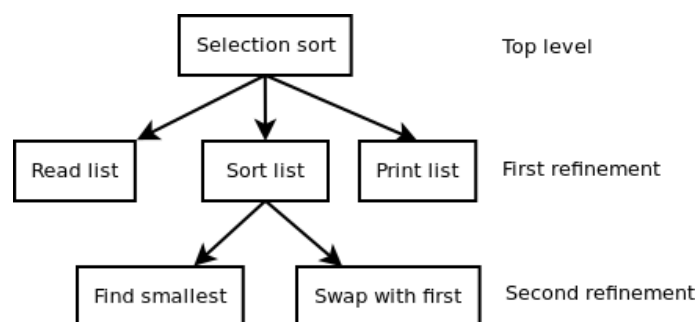 Selection sort
Top level
Read list
Sort list
Print list
First refinement
Find smallest
Swap with first
Second refinement